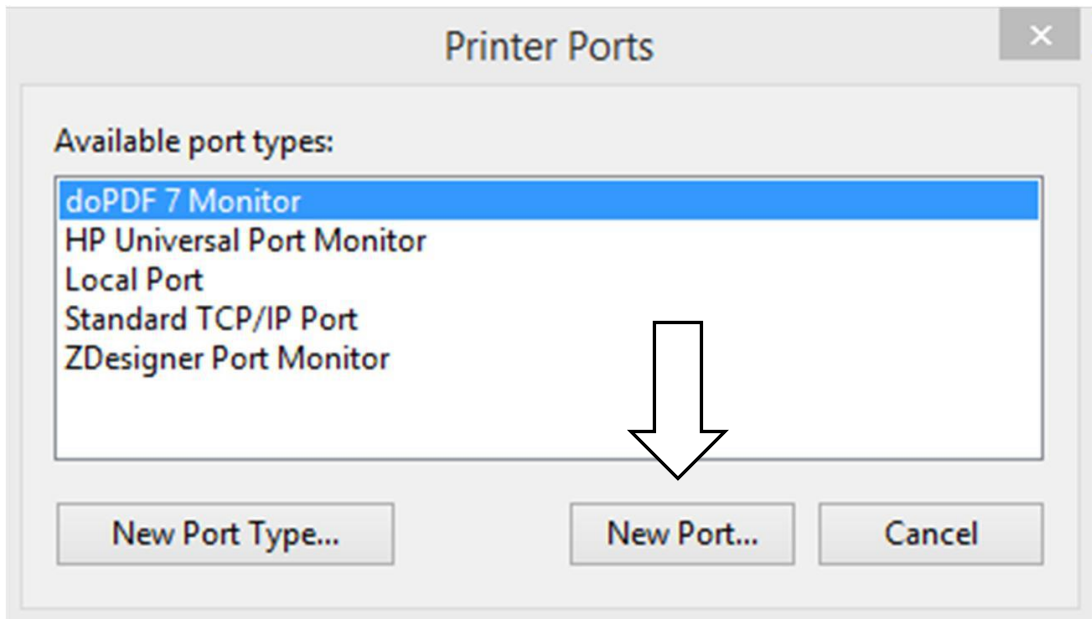 Printer Ports
Available port types:
doPDF 7 Monitor
HP Universal Port Monitor
Local Port
Standard TCP/IP Port
ZDesigner Port Monitor
New Port Type... New Port... Cancel